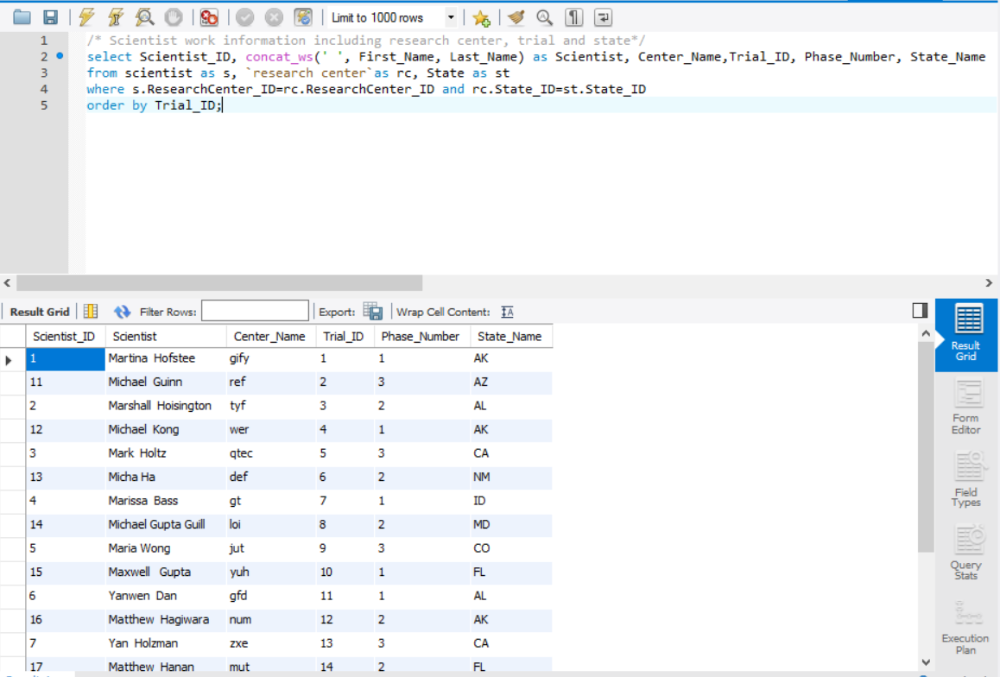 Limit to 1000 rows
1 /* Scientist work information including research center, trial and state*/
2 select Scientist_ID, concat_ws(' ', First_Name, Last_Name) as Scientist, Center_Name,Trial_ID, Phase_Number, State_Name
3 from scientist as s, `research center`as rc, State as st
4 where s.ResearchCenter_ID=rc.ResearchCenter_ID and rc.State_ID=st.State_ID
5 order by Trial_ID;
Result Grid Filter Rows: Export: Wrap Cell Content: IA
Scientist_ID Scientist Center_Name Trial_ID Phase_Number State_Name
1 Martina Hofstee gify 1 1 AK
11 Michael Guinn ref 2 3 AZ
2 Marshall Hoisington tyf 3 2 AL
12 Michael Kong wer 4 1 AK
3 Mark Holtz qtec 5 3 CA
13 Micha Ha def 6 2 NM
4 Marissa Bass gt 7 1 ID
14 Michael Gupta Guill loi 8 2 MD
5 Maria Wong jut 9 3 CO
15 Maxwell Gupta yuh 10 1 FL
6 Yanwen Dan gfd 11 1 AL
16 Matthew Hagiwara num 12 2 AK
7 Yan Holzman zxe 13 3 CA
17 Matthew Hanan mut 14 2 FL
Result
Grid
Form
Editor
Field
Types
Query
Stats
Execution
Plan